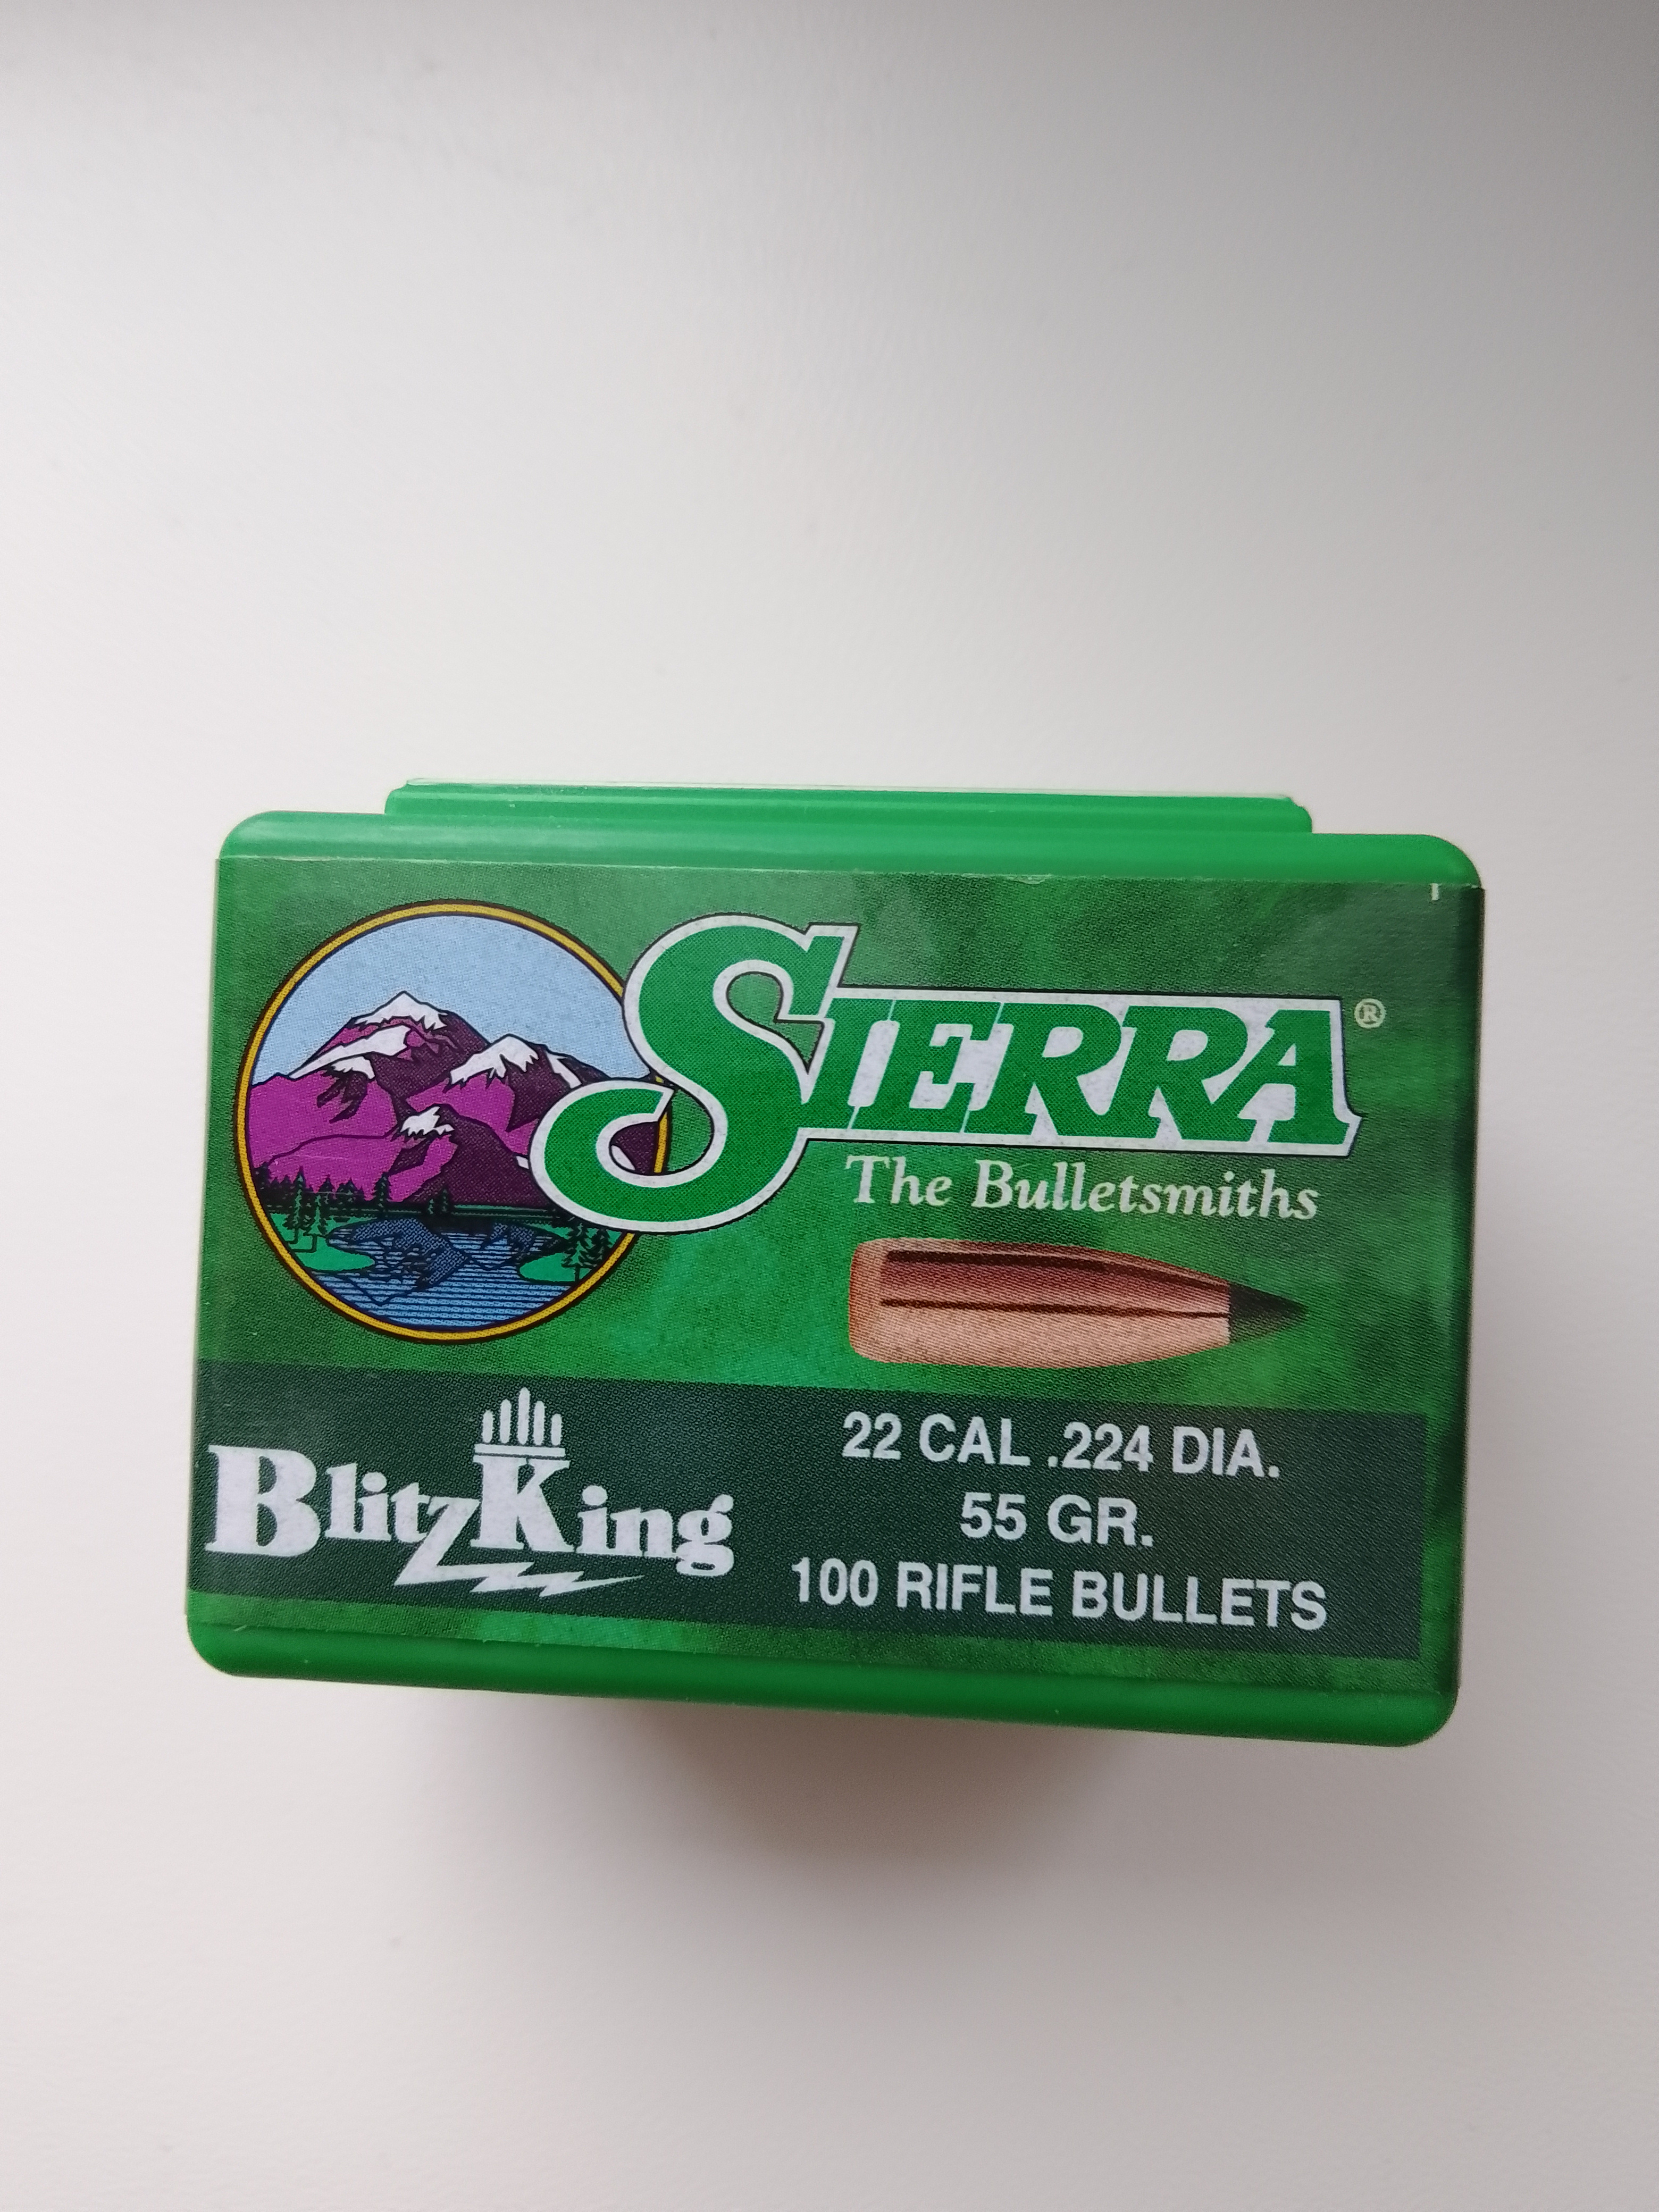 SIERRA®
The Bulletsmiths
BlitzKing
22 CAL .224 DIA.
55 GR.
100 RIFLE BULLETS